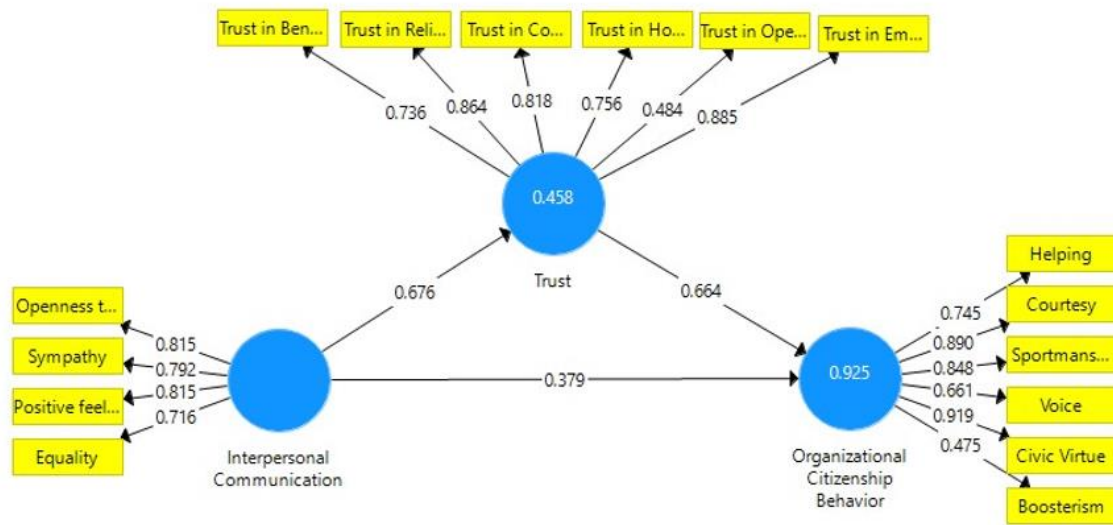 Trust in Ben...
Trust in Reli...
Trust in Co...
Trust in Ho...
Trust in Ope...
Trust in Em...
0.736
0.864
0.818
0.756
0.484
0.885
0.458
Trust
0.676
0.664
Openness t...
Sympathy
Positive feel...
Equality
0.815
0.792
0.815
0.716
Interpersonal
Communication
0.379
0.925
Organizational
Citizenship
Behavior
0.745
0.890
0.848
0.661
0.919
0.475
Helping
Courtesy
Sportmans...
Voice
Civic Virtue
Boosterism